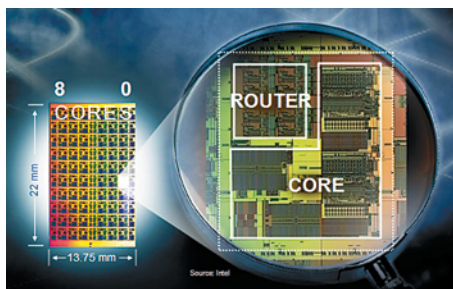 8 0
CORES
22 mm
13.75 mm
ROUTER
CORE
Source: Intel